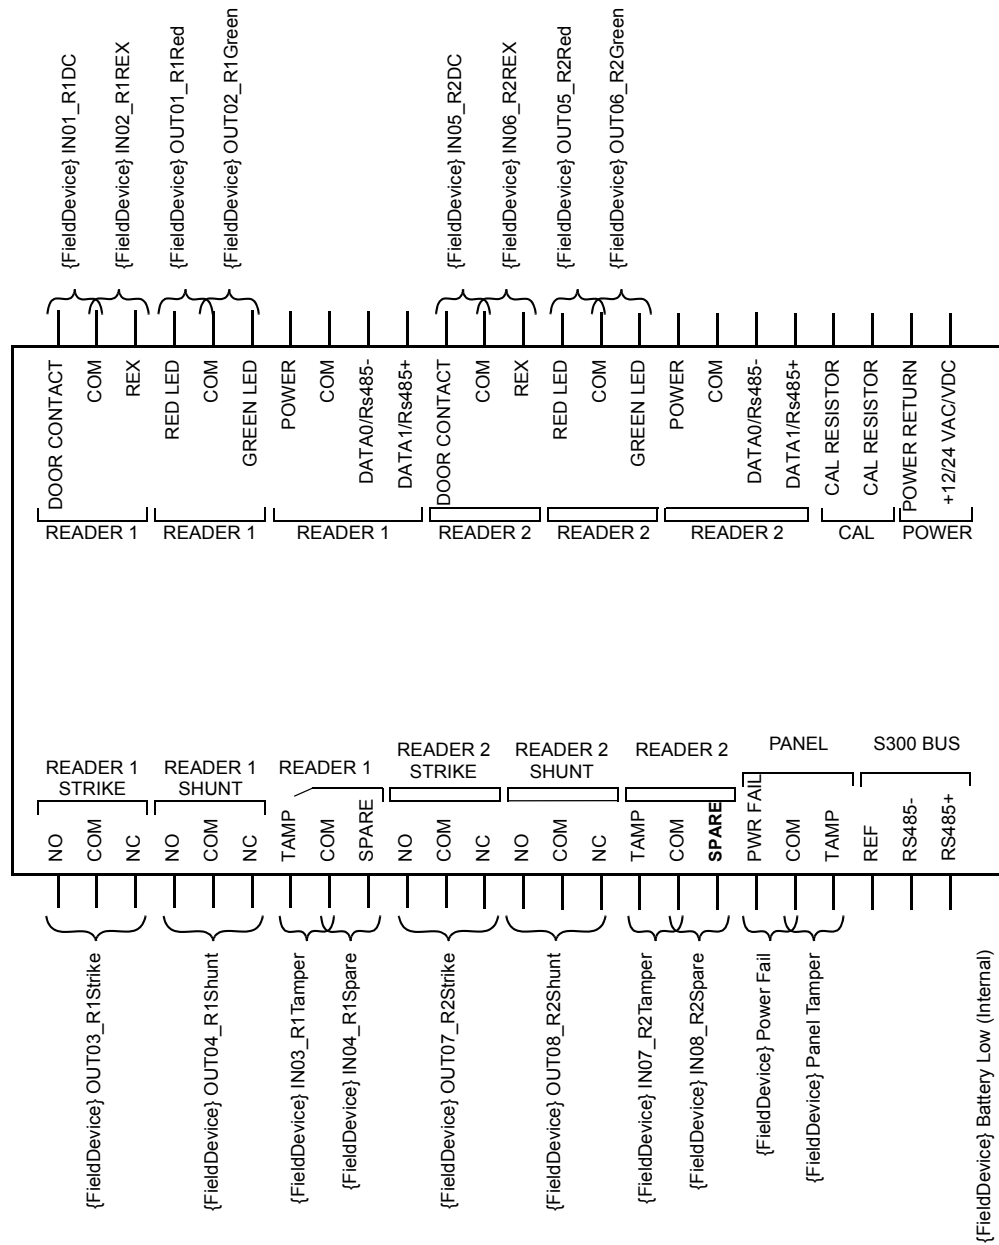 {FieldDevice} IN01_R1DC
{FieldDevice} IN02_R1REX
{FieldDevice} OUT01_R1Red
{FieldDevice} OUT02_R1Green
{FieldDevice} IN05_R2DC
{FieldDevice} IN06_R2REX
{FieldDevice} OUT05_R2Red
{FieldDevice} OUT06_R2Green
DOOR CONTACT
COM
REX
RED LED
COM
GREEN LED
POWER
COM
DATA0/Rs485-
DATA1/Rs485+
DOOR CONTACT
COM
REX
RED LED
COM
GREEN LED
POWER
COM
DATA0/Rs485-
DATA1/Rs485+
CAL RESISTOR
CAL RESISTOR
POWER RETURN
+12/24 VAC/VDC
READER 1
READER 1
READER 1
READER 2
READER 2
READER 2
CAL
POWER
READER 1
STRIKE
READER 1
SHUNT
READER 1
READER 2
STRIKE
READER 2
SHUNT
READER 2
PANEL
S300 BUS
NO
COM
NC
NO
COM
NC
TAMP
COM
SPARE
NO
COM
NC
NO
COM
NC
TAMP
COM
SPARE
PWR FAIL
COM
TAMP
REF
RS485-
RS485+
{FieldDevice} OUT03_R1Strike
{FieldDevice} OUT04_R1Shunt
{FieldDevice} IN03_R1Tamper
{FieldDevice} IN04_R1Spare
{FieldDevice} OUT07_R2Strike
{FieldDevice} OUT08_R2Shunt
{FieldDevice} IN07_R2Tamper
{FieldDevice} IN08_R2Spare
{FieldDevice} Power Fail
{FieldDevice} Panel Tamper
{FieldDevice} Battery Low (Internal)